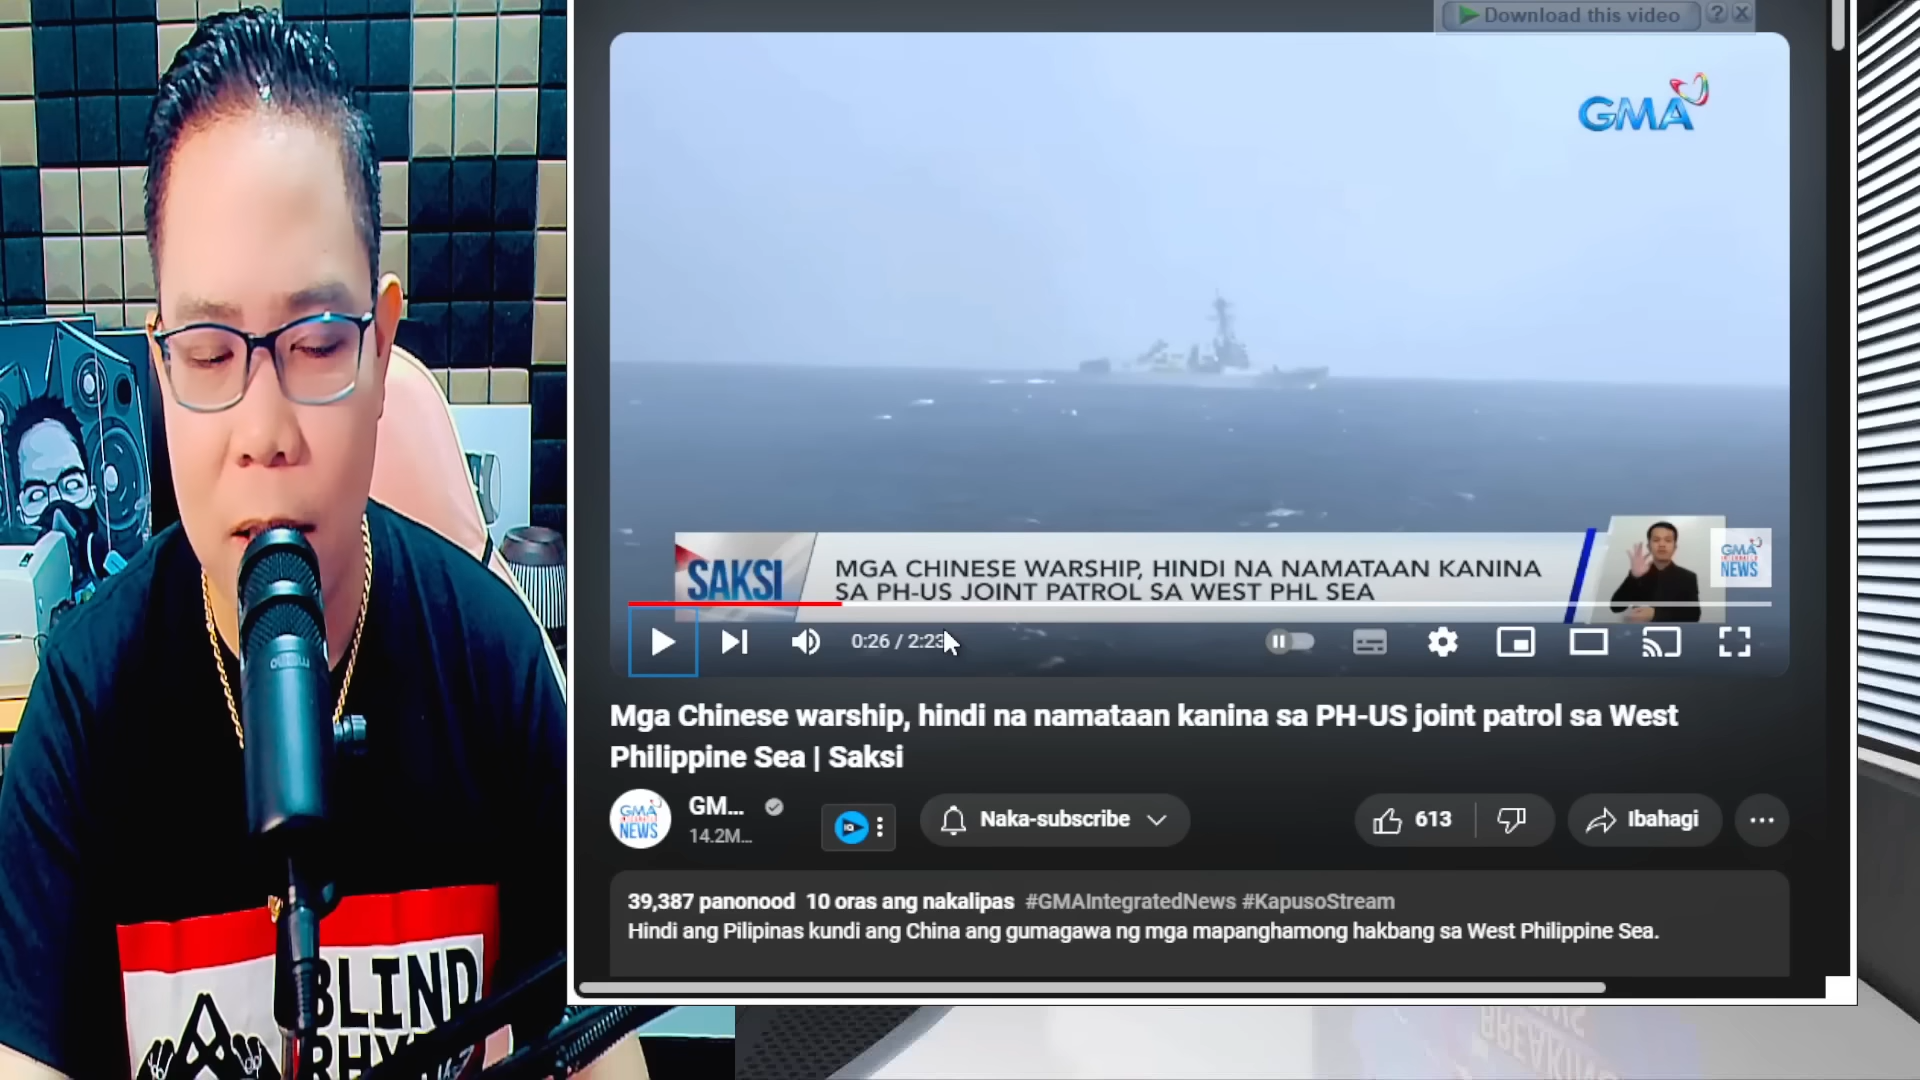 Download this video ? X
GMA
SAKSI
MGA CHINESE WARSHIP, HINDI NA NAMATAAN KANINA
SA PH-US JOINT PATROL SA WEST PHL SEA
GMA
NEWS
0:26 / 2:23
Mga Chinese warship, hindi na namataan kanina sa PH-US joint patrol sa West
Philippine Sea | Saksi
GMA
NEWS
GM...
14.2M...
Naka-subscribe
613
Ibahagi
39,387 panonood 10 oras ang nakalipas #GMAIntegratedNews #KapusoStream
Hindi ang Pilipinas kundi ang China ang gumagawa ng mga mapanghamong hakbang sa West Philippine Sea.
BLIND
BREAKING